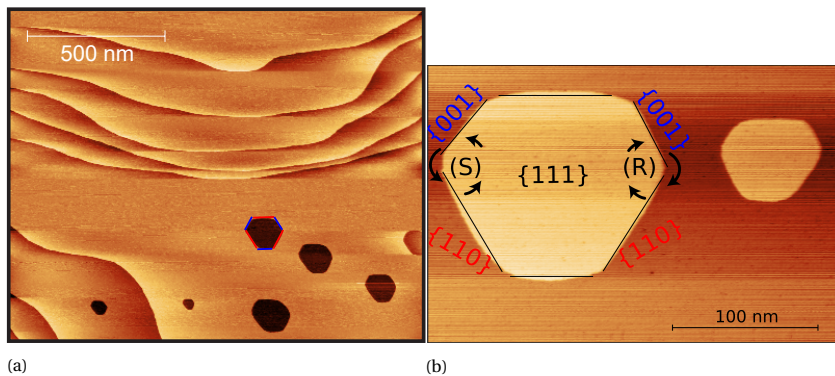 500 nm
{001}
{001}
(S)
{111}
(R)
{110}
{110}
100 nm
(a)
(b)